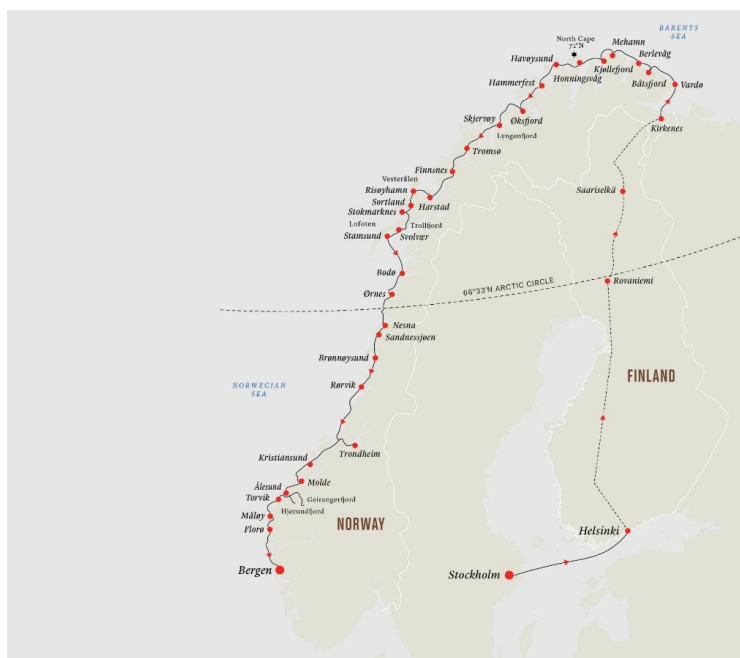 BARENTS
SEA
North Cape
71°N
Mehamn
Berlevåg
Havøysund
Kjøllefjord
Honningsvåg
Båtsfjord
Vardø
Hammerfest
Øksfjord
Skjervøy
Lyngenfjord
Kirkenes
Tromsø
Finnsnes
Vesterålen
Risøyhamn
Saariselkä
Sortland
Harstad
Stokmarknes
Lofoten
Trollfjord
Stamsund
Svolvær
Bodø
66°33'N ARCTIC CIRCLE
Rovaniemi
Ørnes
Nesna
Sandnessjøen
Brønnøysund
FINLAND
NORWEGIAN
SEA
Rørvik
Trondheim
Kristiansund
Molde
Ålesund
Torvik
Geirangerfjord
Hjørundfjord
Måløy
NORWAY
Florø
Helsinki
Bergen
Stockholm